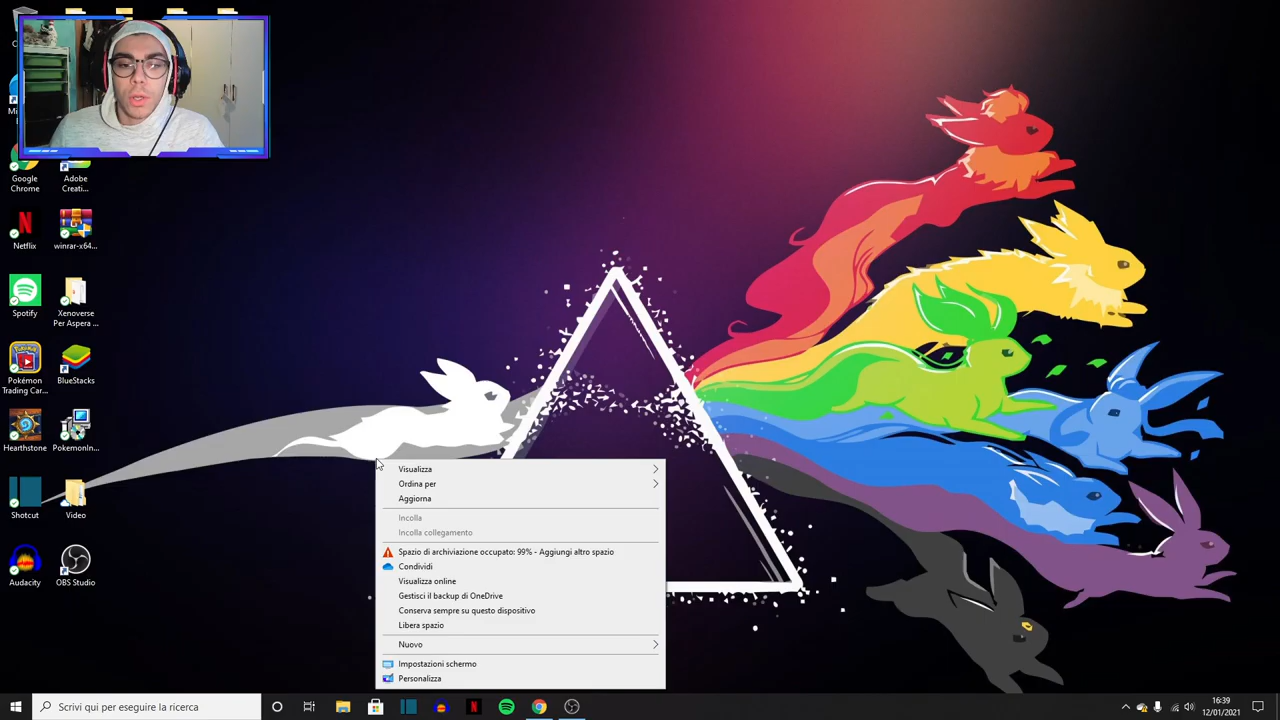 Google
Chrome
Adobe
Creati...
Netflix
winrar-x64...
Spotify
Xenoverse
Per Aspera ...
Pokémon
Trading Car...
BlueStacks
Hearthstone
PokemonIn...
Shotcut
Video
Audacity
OBS Studio
Visualizza
Ordina per
Aggiorna
Incolla
Incolla collegamento
Spazio di archiviazione occupato: 99% - Aggiungi altro spazio
Condividi
Visualizza online
Gestisci il backup di OneDrive
Conserva sempre su questo dispositivo
Libera spazio
Nuovo
Impostazioni schermo
Personalizza
Scrivi qui per eseguire la ricerca
16:39
12/01/2021